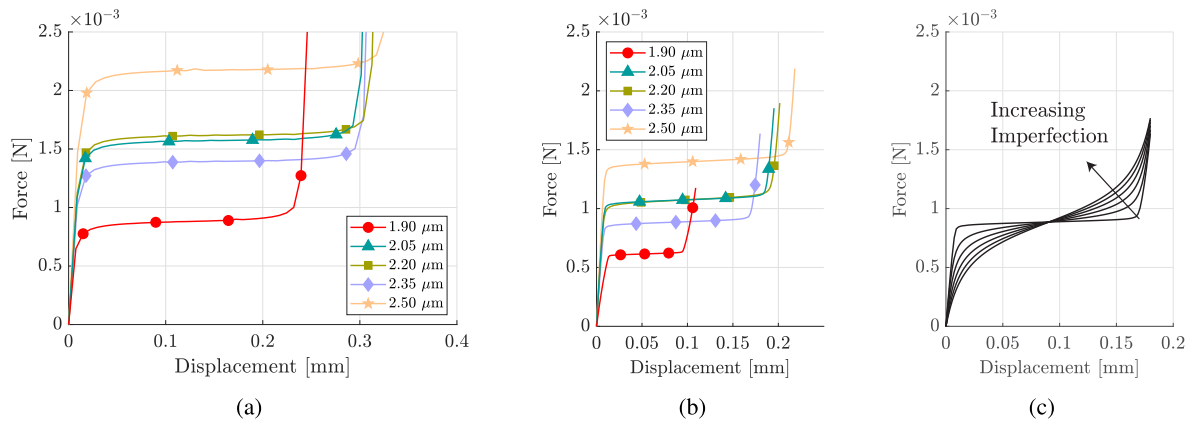 ×10⁻³
2.5
2
1.5
1
0.5
0
Force [N]
1.90 μm
2.05 μm
2.20 μm
2.35 μm
2.50 μm
0 0.1 0.2 0.3 0.4
Displacement [mm]
(a)
×10⁻³
2.5
2
1.5
1
0.5
0
Force [N]
1.90 μm
2.05 μm
2.20 μm
2.35 μm
2.50 μm
0 0.05 0.1 0.15 0.2
Displacement [mm]
(b)
×10⁻³
2.5
2
1.5
1
0.5
0
Force [N]
Increasing
Imperfection
0 0.05 0.1 0.15 0.2
Displacement [mm]
(c)